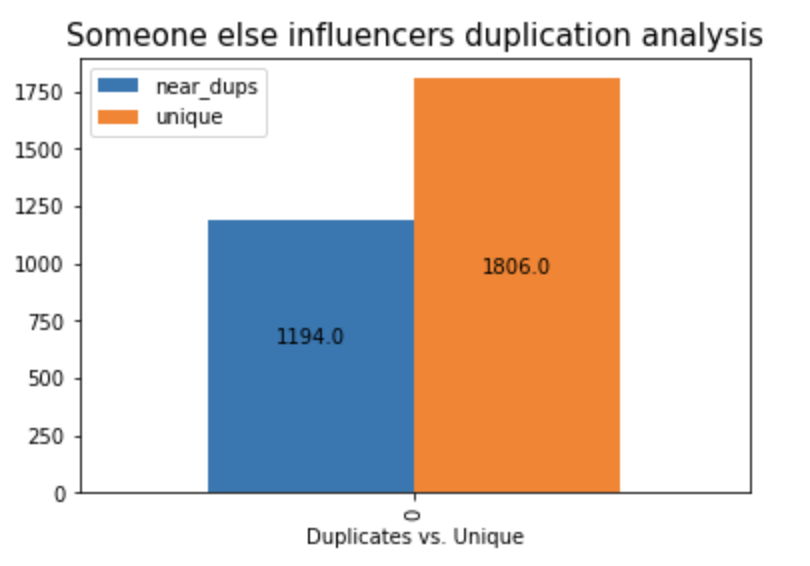 Someone else influencers duplication analysis
near_dups
unique
1750
1500
1250
1000
750
500
250
0
1194.0
1806.0
0
Duplicates vs. Unique